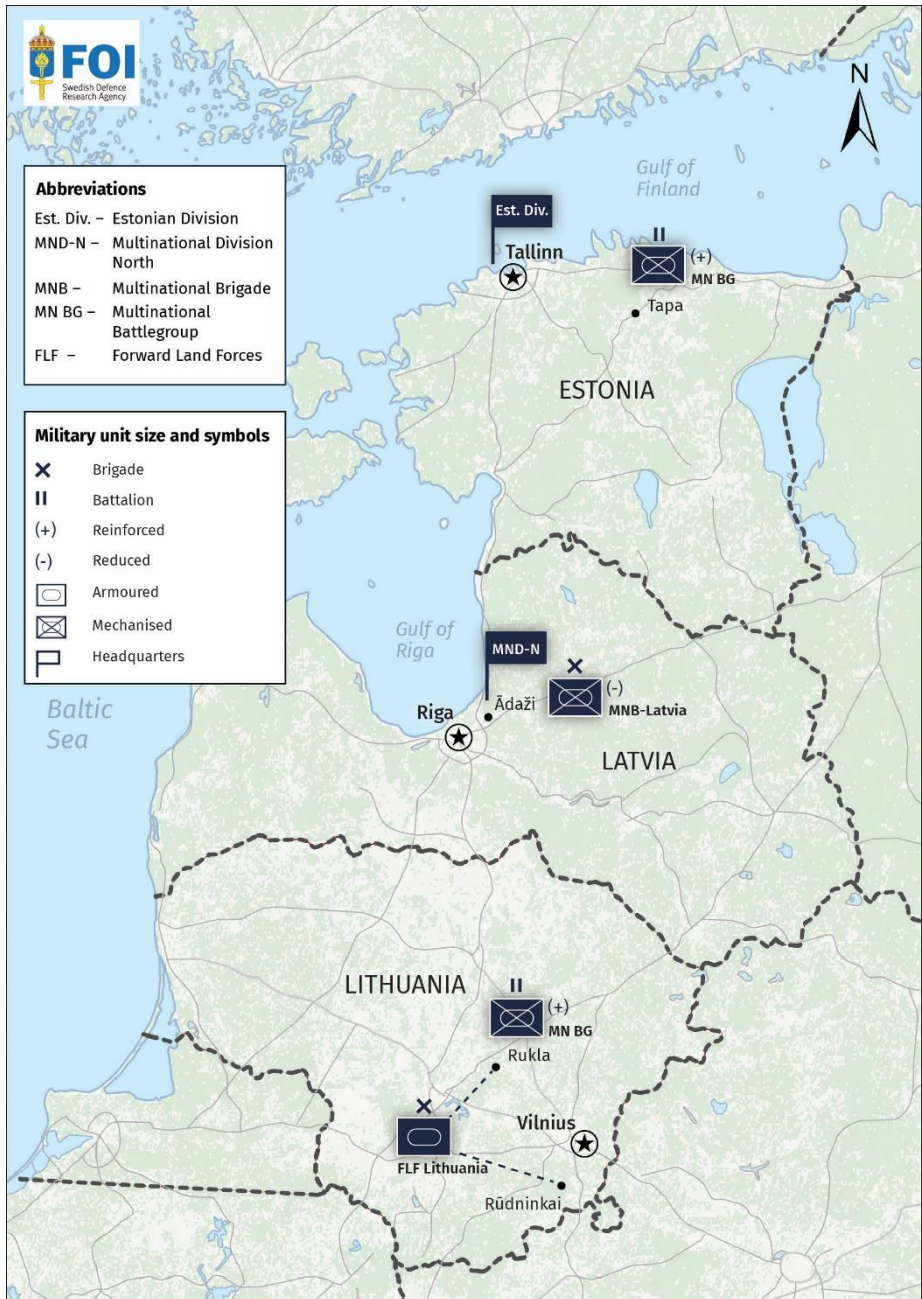 FOI
Swedish Defence
Research Agency
N
Abbreviations
Est. Div. – Estonian Division
MND-N – Multinational Division
North
MNB – Multinational Brigade
MN BG – Multinational
Battlegroup
FLF – Forward Land Forces
Military unit size and symbols
Brigade
Battalion
(+) Reinforced
(-) Reduced
Armoured
Mechanised
Headquarters
Gulf of
Finland
Est. Div.
Tallinn
(+)
MN BG
Tapa
ESTONIA
Gulf of
Riga
MND-N
Ādaži
(-)
MNB-Latvia
Riga
Baltic
Sea
LATVIA
LITHUANIA
(+)
MN BG
Rukla
Vilnius
FLF Lithuania
Rūdninkai